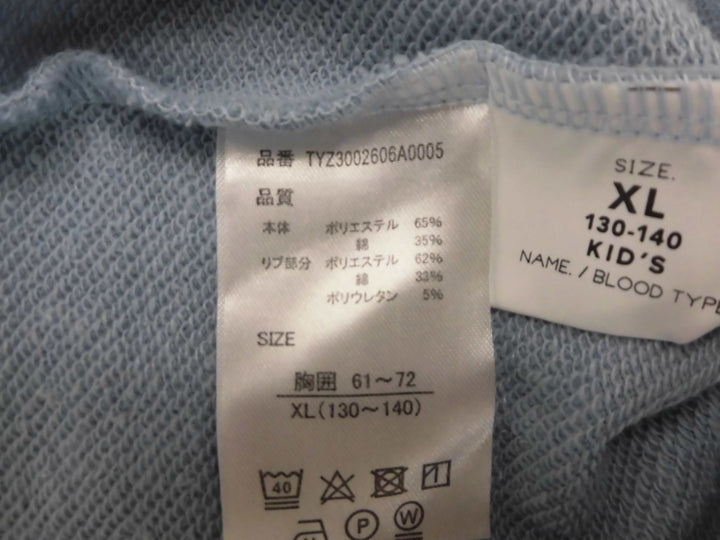 品番 TYZ3002606A0005
品質
本体 ポリエステル 65%
綿 35%
リブ部分 ポリエステル 62%
綿 33%
ポリウレタン 5%
SIZE
胸囲 61～72
XL(130～140)
40
1
P
W
SIZE.
XL
130-140
KID'S
NAME. / BLOOD TYPE